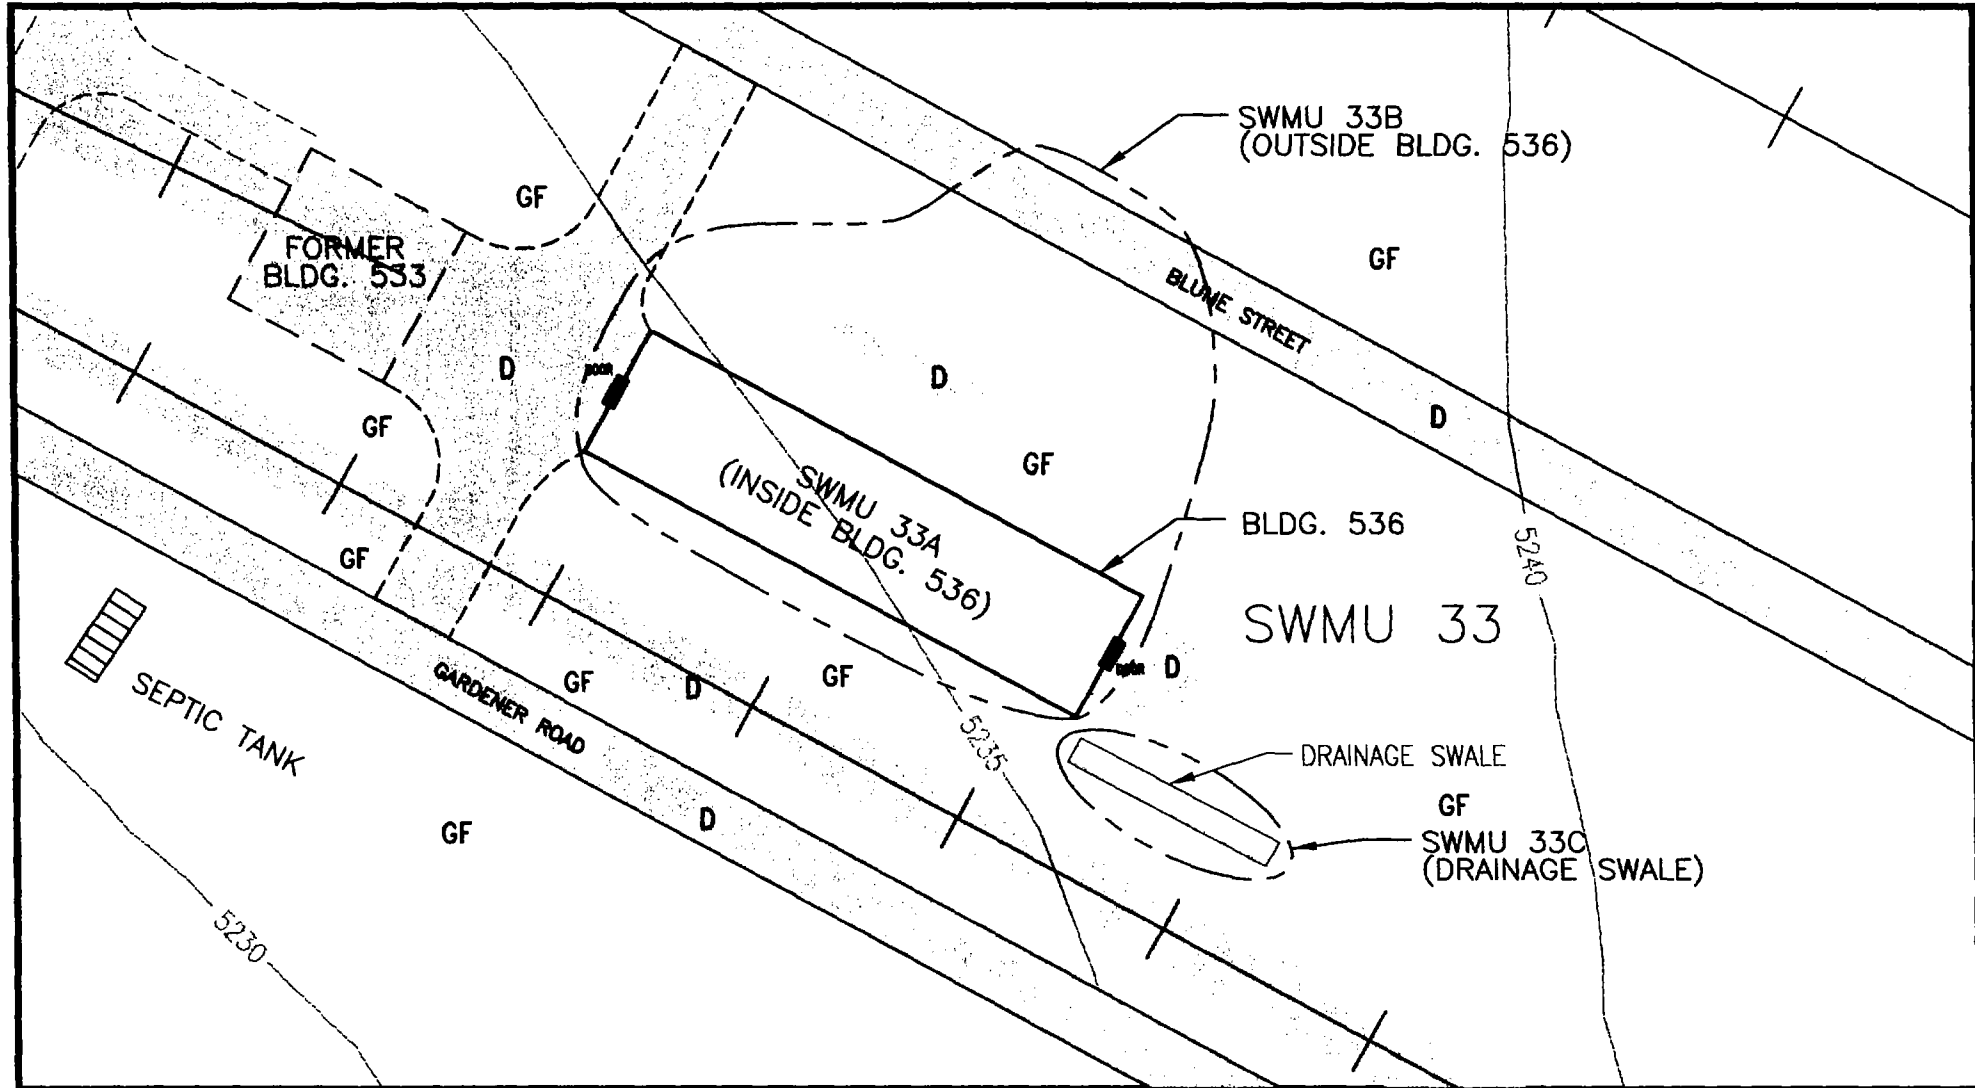 SWMU 33B
(OUTSIDE BLDG. 536)
GF
FORMER
BLDG. 533
GF
BLUME STREET
D
DOOR
D
D
GF
GF
SWMU 33A
(INSIDE BLDG. 536)
BLDG. 536
5240
GF
SWMU 33
SEPTIC TANK
GARDENER ROAD
GF
D
GF
DOOR
D
5235
DRAINAGE SWALE
GF
SWMU 33C
(DRAINAGE SWALE)
D
GF
5230